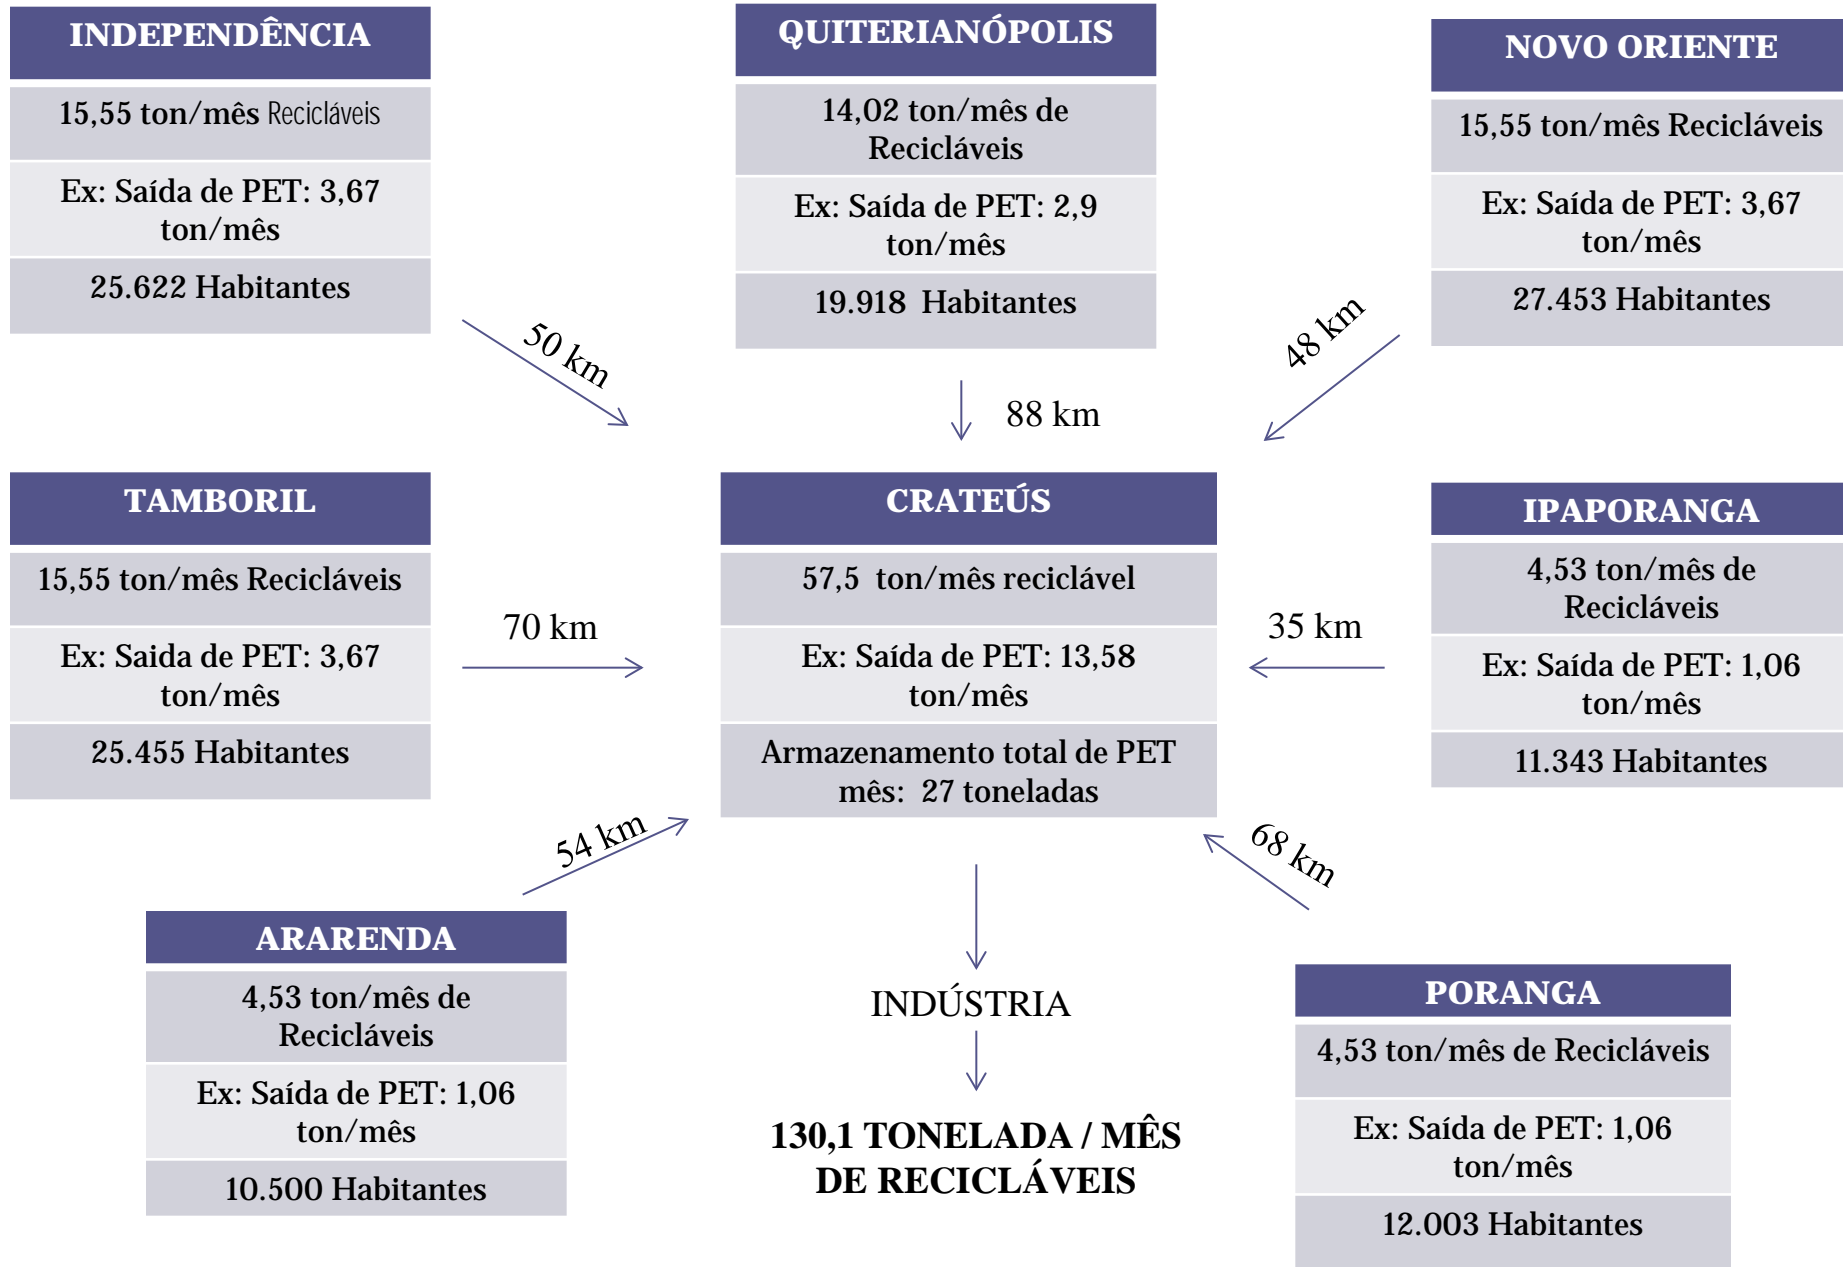 INDEPENDÊNCIA
15,55 ton/mês Recicláveis
Ex: Saída de PET: 3,67
ton/mês
25.622 Habitantes
QUITERIANÓPOLIS
14,02 ton/mês de
Recicláveis
Ex: Saída de PET: 2,9
ton/mês
19.918 Habitantes
NOVO ORIENTE
15,55 ton/mês Recicláveis
Ex: Saída de PET: 3,67
ton/mês
27.453 Habitantes
50 km
88 km
48 km
TAMBORIL
15,55 ton/mês Recicláveis
Ex: Saida de PET: 3,67
ton/mês
25.455 Habitantes
70 km
CRATEÚS
57,5 ton/mês reciclável
Ex: Saída de PET: 13,58
ton/mês
Armazenamento total de PET
mês: 27 toneladas
35 km
IPAPORANGA
4,53 ton/mês de
Recicláveis
Ex: Saída de PET: 1,06
ton/mês
11.343 Habitantes
54 km
68 km
ARARENDA
4,53 ton/mês de
Recicláveis
Ex: Saída de PET: 1,06
ton/mês
10.500 Habitantes
INDÚSTRIA
130,1 TONELADA / MÊS
DE RECICLÁVEIS
PORANGA
4,53 ton/mês de Recicláveis
Ex: Saída de PET: 1,06
ton/mês
12.003 Habitantes